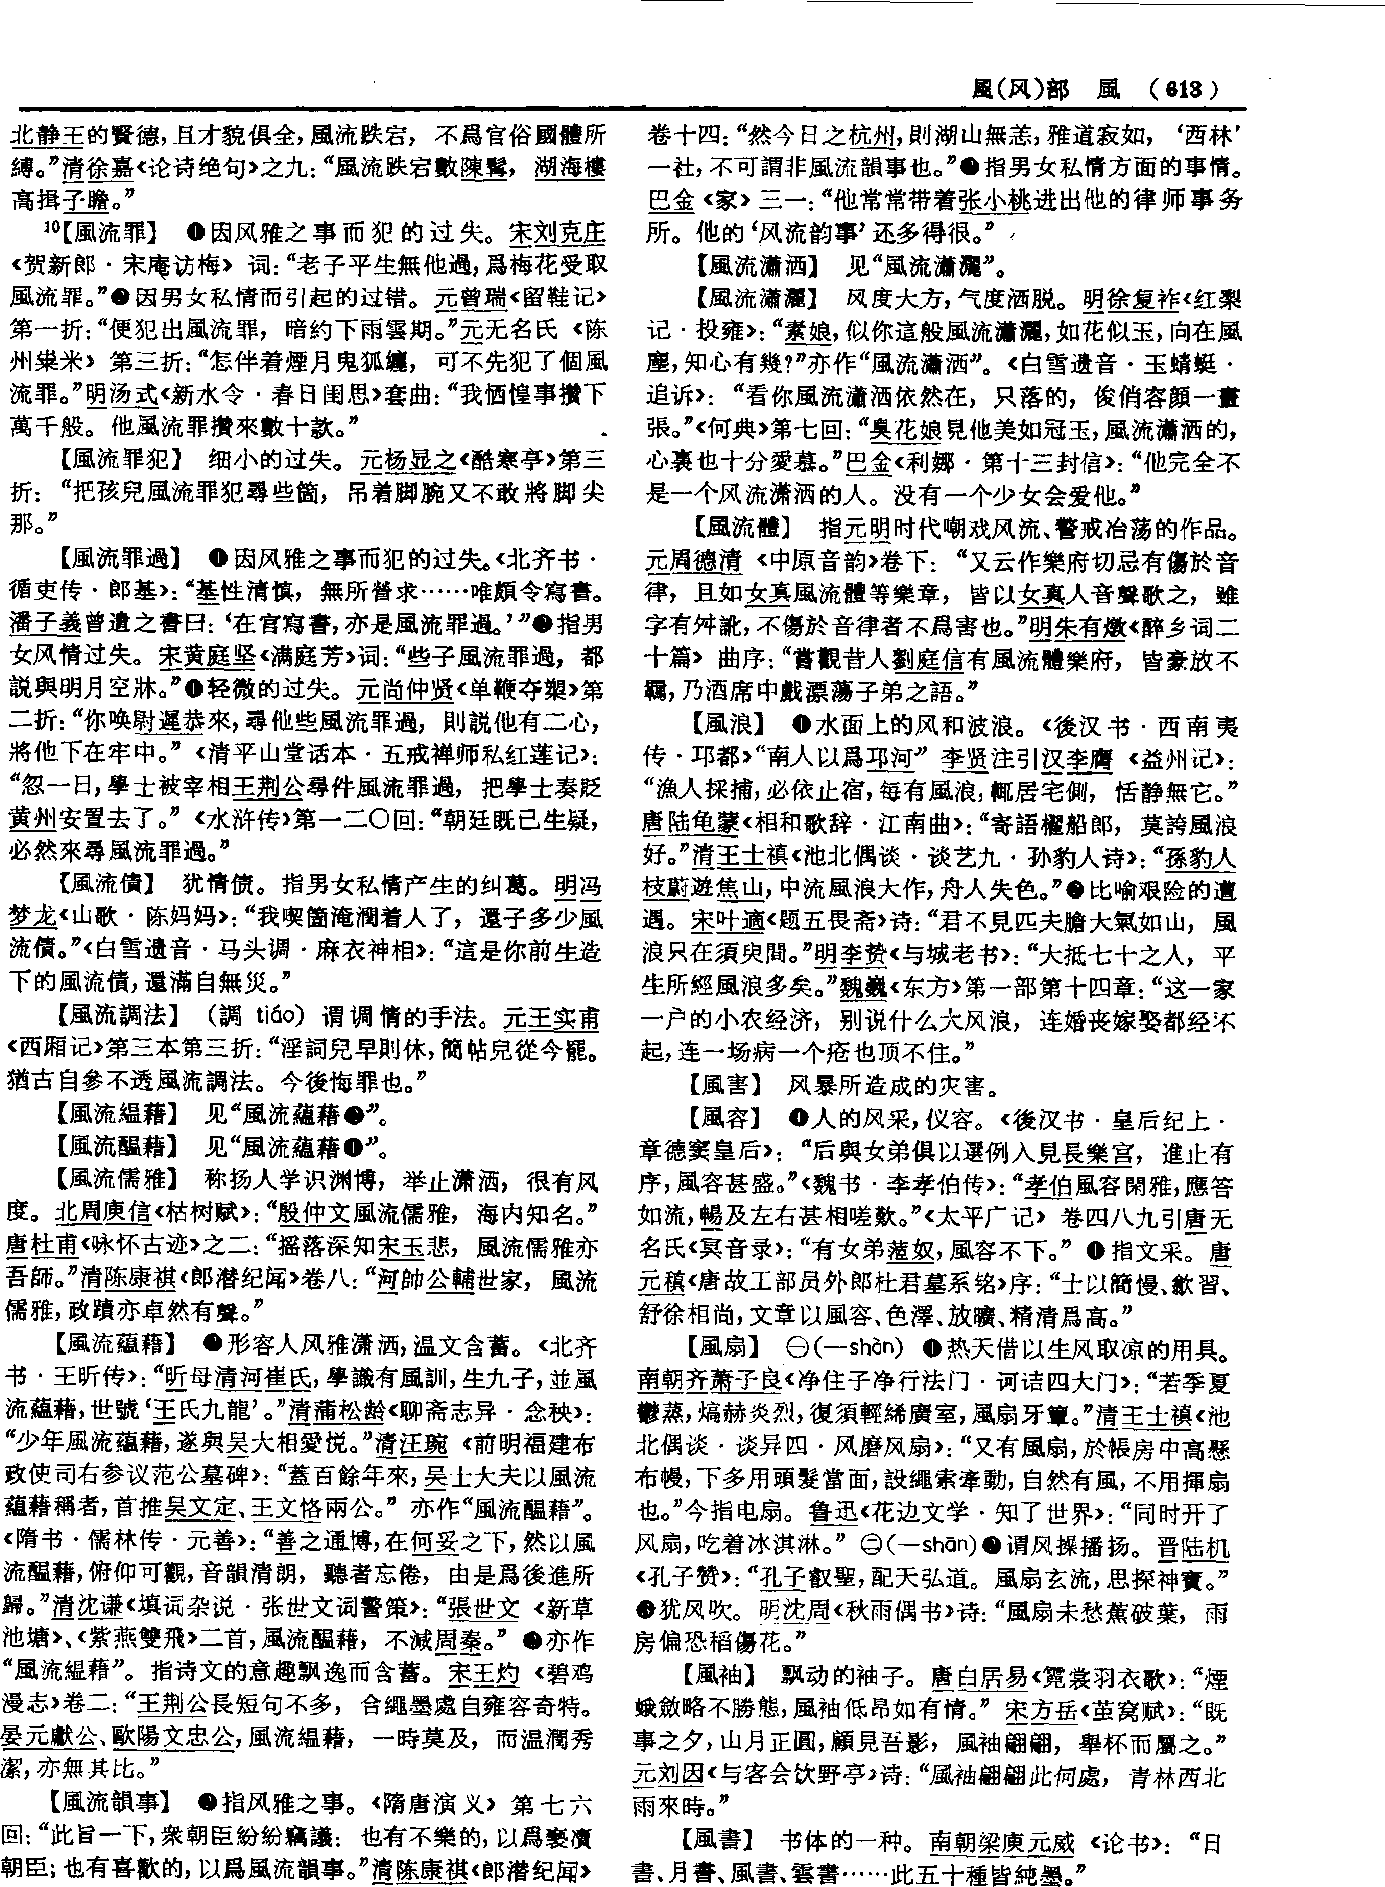 風(风)部　風　(613)
北静王的賢德,且才貌俱全,風流跌宕，不爲官俗國體所
縛。”清徐嘉《论诗绝句》之九:“風流跌宕數陳髯，湖海樓
高揖子瞻。”
10【風流罪】　❶因风雅之事而犯的过失。宋刘克庄
《贺新郎·宋庵访梅》词:“老子平生無他過,爲梅花受取
風流罪。”❷因男女私情而引起的过错。元曾瑞《留鞋记》
第一折:“便犯出風流罪，暗約下雨雲期。”元无名氏《陈
州粜米》第三折:“怎伴着煙月鬼狐纏，可不先犯了個風
流罪。”明汤式《新水令·春日闺思》套曲:“我恓惶事攢下
萬千般。他風流罪攢來數十款。”
【風流罪犯】　细小的过失。元杨显之《酷寒亭》第三
折:“把孩兒風流罪犯尋些箇，吊着脚腕又不敢將脚尖
那。”
【風流罪過】　❶因风雅之事而犯的过失。《北齐书·
循吏传·郎基》:“基性清慎，無所營求……唯頗令寫書。
潘子義曾遺之書曰:‘在官寫書,亦是風流罪過。’”❷指男
女风情过失。宋黄庭坚《满庭芳》词:“些子風流罪過，都
説與明月空牀。”❸轻微的过失。元尚仲贤《单鞭夺槊》第
二折:“你唤尉遲恭來,尋他些風流罪過，則説他有二心,
將他下在牢中。”《清平山堂话本·五戒禅师私红莲记》:
“忽一日,學士被宰相王荆公尋件風流罪過，把學士奏貶
黄州安置去了。”《水浒传》第一二〇回:“朝廷既已生疑,
必然來尋風流罪過。”
【風流債】　犹情债。指男女私情产生的纠葛。明冯
梦龙《山歌·陈妈妈》:“我喫箇淹潤着人了，還子多少風
流債。”《白雪遗音·马头调·麻衣神相》:“這是你前生造
下的風流債,還滿自無災。”
【風流調法】　(調 tiáo)谓调情的手法。元王实甫
《西厢记》第三本第三折:“淫詞兒早則休,簡帖兒從今罷。
猶古自參不透風流調法。今後悔罪也。”
【風流緼藉】　见“風流蘊藉❷”。
【風流醖藉】　见“風流蘊藉❶”。
【風流儒雅】　称扬人学识渊博，举止潇洒，很有风
度。北周庾信《枯树赋》:“殷仲文風流儒雅，海内知名。”
唐杜甫《咏怀古迹》之二:“摇落深知宋玉悲，風流儒雅亦
吾師。”清陈康祺《郎潜纪闻》卷八:“河帥公輔世家，風流
儒雅,政蹟亦卓然有聲。”
【風流蘊藉】　❶形容人风雅潇洒,温文含蓄。《北齐
书·王昕传》:“昕母清河崔氏,學識有風訓,生九子,並風
流蘊藉,世號‘王氏九龍’。”清蒲松龄《聊斋志异·念秧》:
“少年風流蘊藉,遂與吴大相愛悦。”清汪琬《前明福建布
政使司右参议范公墓碑》:“蓋百餘年來,吴士大夫以風流
蘊藉稱者,首推吴文定、王文恪兩公。”亦作“風流醖藉”。
《隋书·儒林传·元善》:“善之通博,在何妥之下,然以風
流醖藉,俯仰可觀,音韻清朗，聽者忘倦，由是爲後進所
歸。”清沈谦《填词杂说·张世文词警策》:“張世文《新草
池塘》、《紫燕雙飛》二首,風流醖藉，不減周秦。”❷亦作
“風流緼藉”。指诗文的意趣飘逸而含蓄。宋王灼《碧鸡
漫志》卷二:“王荆公長短句不多，合繩墨處自雍容奇特。
晏元獻公、歐陽文忠公,風流緼藉，一時莫及，而温潤秀
潔,亦無其比。”
【風流韻事】　❶指风雅之事。《隋唐演义》第七六
回:“此旨一下,衆朝臣紛紛竊議:也有不樂的,以爲褻瀆
朝臣;也有喜歡的,以爲風流韻事。”清陈康祺《郎潜纪闻》
卷十四:“然今日之杭州,則湖山無恙,雅道寂如，‘西林’
一社,不可謂非風流韻事也。”❷指男女私情方面的事情。
巴金《家》三一:“他常常带着张小桃进出他的律师事务
所。他的‘风流韵事’还多得很。”
【風流瀟洒】　见“風流瀟灑”。
【風流瀟灑】　风度大方,气度洒脱。明徐复祚《红梨
记·投雍》:“素娘,似你這般風流瀟灑,如花似玉,向在風
塵,知心有幾?”亦作“風流瀟洒”。《白雪遗音·玉蜻蜓·
追诉》:“看你風流瀟洒依然在，只落的，俊俏容顔一畫
張。”《何典》第七回:“臭花娘見他美如冠玉,風流瀟洒的,
心裏也十分愛慕。”巴金《利娜·第十三封信》:“他完全不
是一个风流潇洒的人。没有一个少女会爱他。”
【風流體】　指元明时代嘲戏风流、警戒冶荡的作品。
元周德清《中原音韵》卷下:“又云作樂府切忌有傷於音
律，且如女真風流體等樂章，皆以女真人音聲歌之，雖
字有舛訛,不傷於音律者不爲害也。”明朱有燉《醉乡词二
十篇》曲序:“嘗觀昔人劉庭信有風流體樂府，皆豪放不
羈,乃酒席中戲漂蕩子弟之語。”
【風浪】　❶水面上的风和波浪。《後汉书·西南夷
传·邛都》“南人以爲邛河”李贤注引汉李膺《益州记》:
“漁人採捕,必依止宿,每有風浪,輒居宅側，恬静無它。”
唐陆龟蒙《相和歌辞·江南曲》:“寄語櫂船郎，莫誇風浪
好。”清王士禛《池北偶谈·谈艺九·孙豹人诗》:“孫豹人
枝蔚遊焦山,中流風浪大作,舟人失色。”❷比喻艰险的遭
遇。宋叶適《题五畏斋》诗:“君不見匹夫膽大氣如山，風
浪只在須臾間。”明李贽《与城老书》:“大抵七十之人，平
生所經風浪多矣。”魏巍《东方》第一部第十四章:“这一家
一户的小农经济，别说什么大风浪，连婚丧嫁娶都经不
起,连一场病一个疮也顶不住。”
【風害】　风暴所造成的灾害。
【風容】　❶人的风采,仪容。《後汉书·皇后纪上·
章德窦皇后》:“后與女弟俱以選例入見長樂宫，進止有
序,風容甚盛。”《魏书·李孝伯传》:“孝伯風容閑雅,應答
如流,暢及左右甚相嗟歎。”《太平广记》卷四八九引唐无
名氏《冥音录》:“有女弟䓘奴,風容不下。”❷指文采。唐
元稹《唐故工部员外郎杜君墓系铭》序:“士以簡慢、歙習、
舒徐相尚,文章以風容、色澤、放曠、精清爲高。”
【風扇】　㊀(—shàn)　❶热天借以生风取凉的用具。
南朝齐萧子良《净住子净行法门·诃诘四大门》:“若季夏
鬱蒸,熇赫炎烈,復須輕絺廣室,風扇牙簟。”清王士禛《池
北偶谈·谈异四·风磨风扇》:“又有風扇,於帳房中高懸
布幔,下多用頭髮當面,設繩索牽動,自然有風,不用揮扇
也。”今指电扇。鲁迅《花边文学·知了世界》:“同时开了
风扇,吃着冰淇淋。”㊁(—shān)❶谓风操播扬。晋陆机
《孔子赞》:“孔子叡聖,配天弘道。風扇玄流,思探神寶。”
❷犹风吹。明沈周《秋雨偶书》诗:“風扇未愁蕉破葉，雨
房偏恐稻傷花。”
【風袖】　飘动的袖子。唐白居易《霓裳羽衣歌》:“煙
蛾斂略不勝態,風袖低昂如有情。”宋方岳《茧窝赋》:“既
事之夕,山月正圓,顧見吾影，風袖翩翩，舉杯而屬之。”
元刘因《与客会饮野亭》诗:“風袖翩翩此何處，青林西北
雨來時。”
【風書】　书体的一种。南朝梁庾元威《论书》:“日
書、月書、風書、雲書……此五十種皆純墨。”